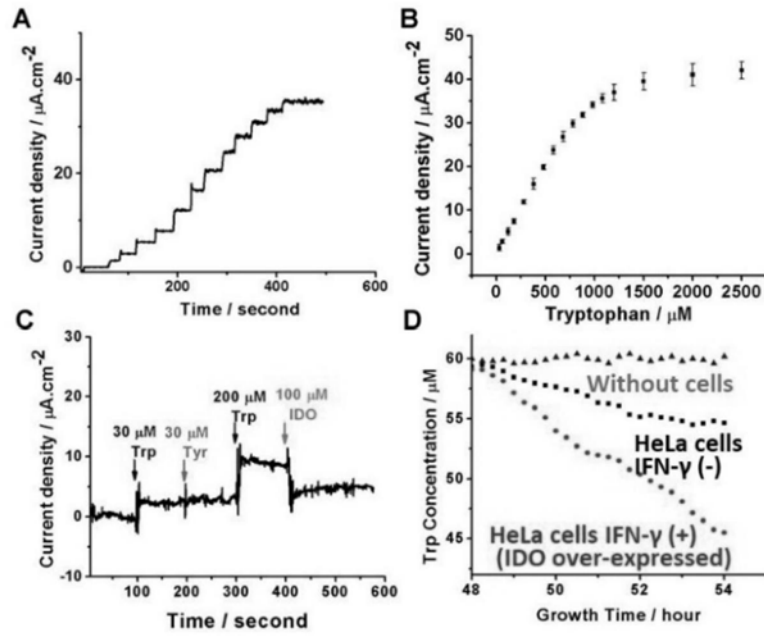 A
Current density / μA.cm⁻²
40
20
0
200
400
600
Time / second
B
Current density / μA.cm⁻²
50
40
30
20
10
0
0
500
1000
1500
2000
2500
Tryptophan / μM
C
Current density / μA.cm⁻²
30
20
10
0
-10
30 μM
Trp
30 μM
Tyr
200 μM
Trp
100 μM
IDO
100
200
300
400
500
600
Time / second
D
Trp Concentration / μM
60
55
50
45
Without cells
HeLa cells
IFN-γ (-)
HeLa cells IFN-γ (+)
(IDO over-expressed)
48
49
50
51
52
53
54
Growth Time / hour